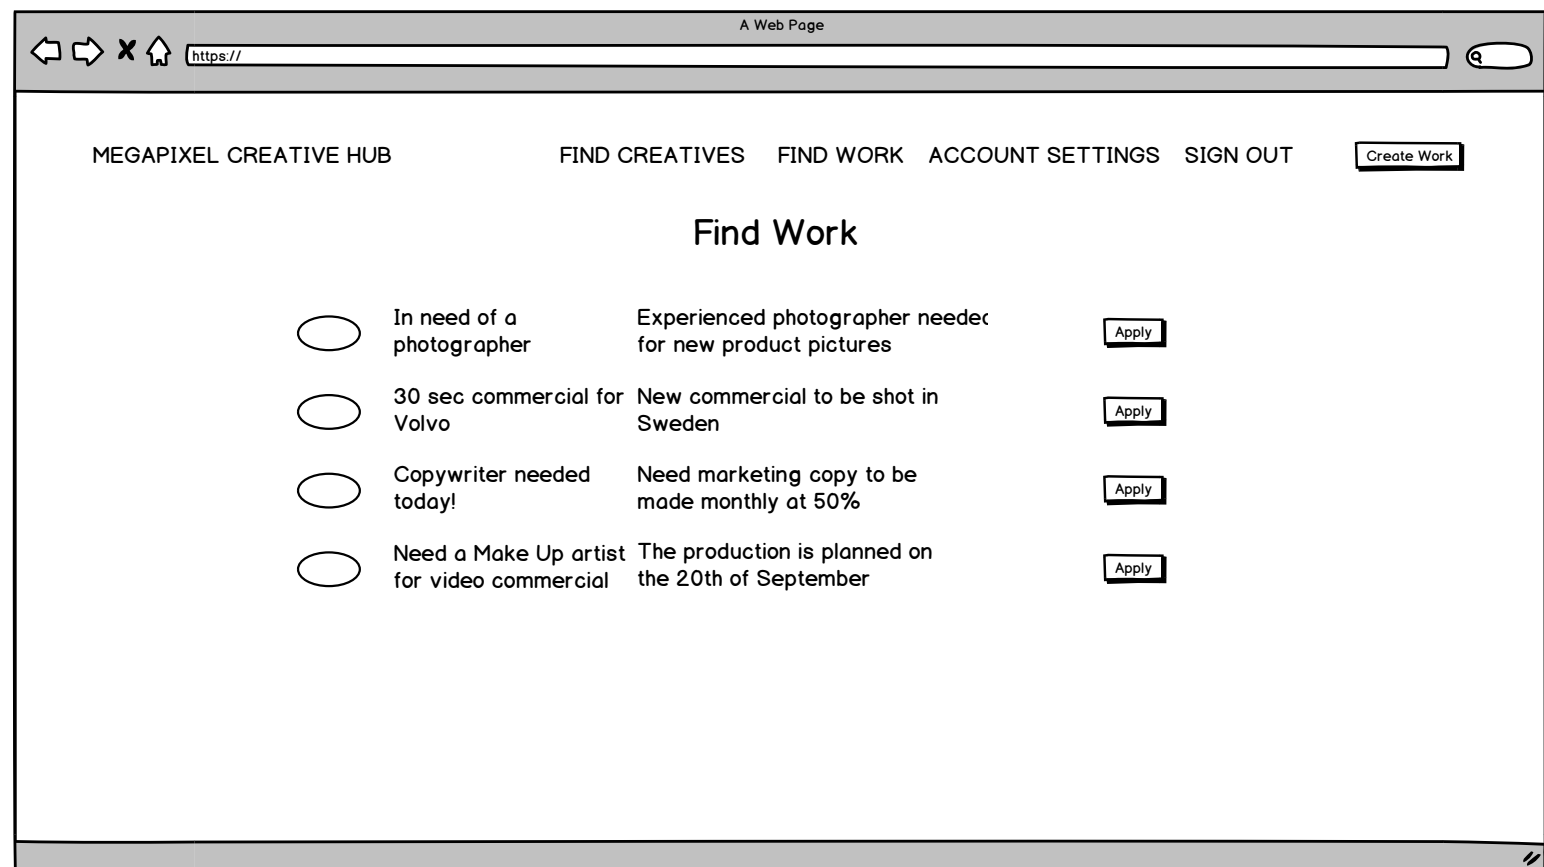 A Web Page
https://
MEGAPIXEL CREATIVE HUB FIND CREATIVES FIND WORK ACCOUNT SETTINGS SIGN OUT Create Work
Find Work
In need of a
photographer
Experienced photographer needed
for new product pictures
Apply
30 sec commercial for
Volvo
New commercial to be shot in
Sweden
Apply
Copywriter needed
today!
Need marketing copy to be
made monthly at 50%
Apply
Need a Make Up artist
for video commercial
The production is planned on
the 20th of September
Apply